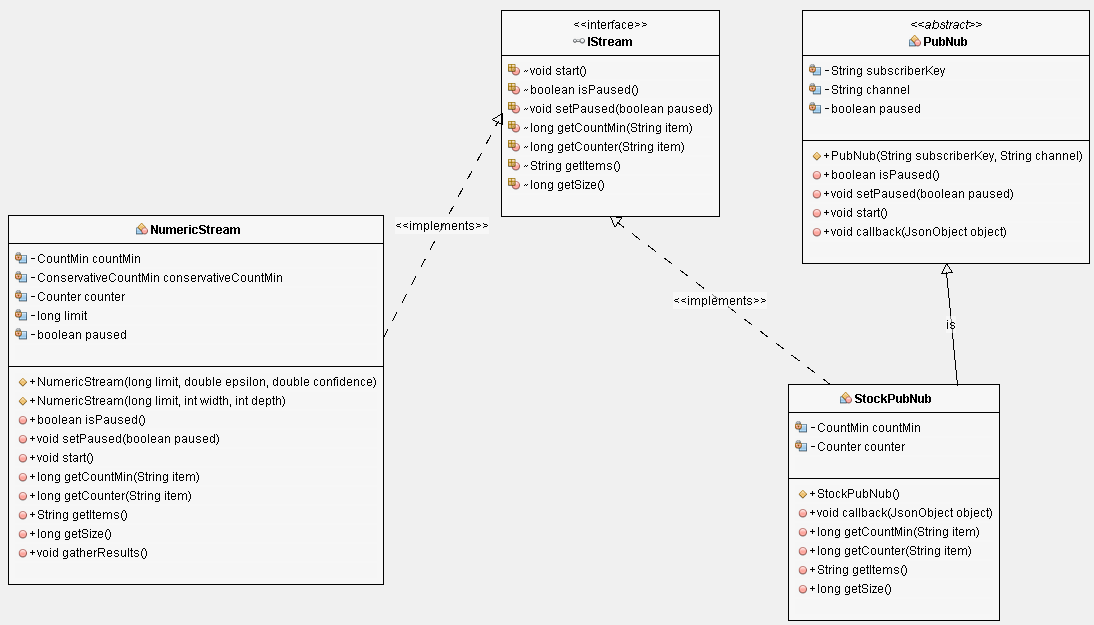 <<interface>>
IStream
~void start()
~boolean isPaused()
~void setPaused(boolean paused)
~long getCountMin(String item)
~long getCounter(String item)
~String getItems()
~long getSize()
<<abstract>>
PubNub
-String subscriberKey
-String channel
-boolean paused
+PubNub(String subscriberKey, String channel)
+boolean isPaused()
+void setPaused(boolean paused)
+void start()
+void callback(JsonObject object)
<<implements>>
NumericStream
-CountMin countMin
-ConservativeCountMin conservativeCountMin
-Counter counter
-long limit
-boolean paused
+NumericStream(long limit, double epsilon, double confidence)
+NumericStream(long limit, int width, int depth)
+boolean isPaused()
+void setPaused(boolean paused)
+void start()
+long getCountMin(String item)
+long getCounter(String item)
+String getItems()
+long getSize()
+void gatherResults()
<<implements>>
is
StockPubNub
-CountMin countMin
-Counter counter
+StockPubNub()
+void callback(JsonObject object)
+long getCountMin(String item)
+long getCounter(String item)
+String getItems()
+long getSize()